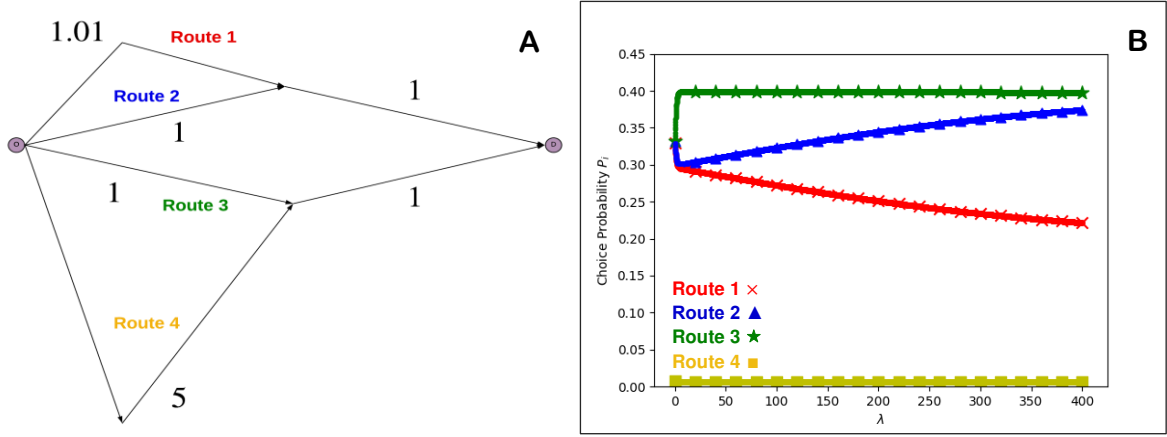 1.01
Route 1
A
Route 2
1
1
1
Route 3
1
Route 4
5
B
0.45
0.40
0.35
0.30
0.25
0.20
0.15
0.10
0.05
0.00
Choice Probability Pᵢ
Route 1
Route 2
Route 3
Route 4
0 50 100 150 200 250 300 350 400
λ